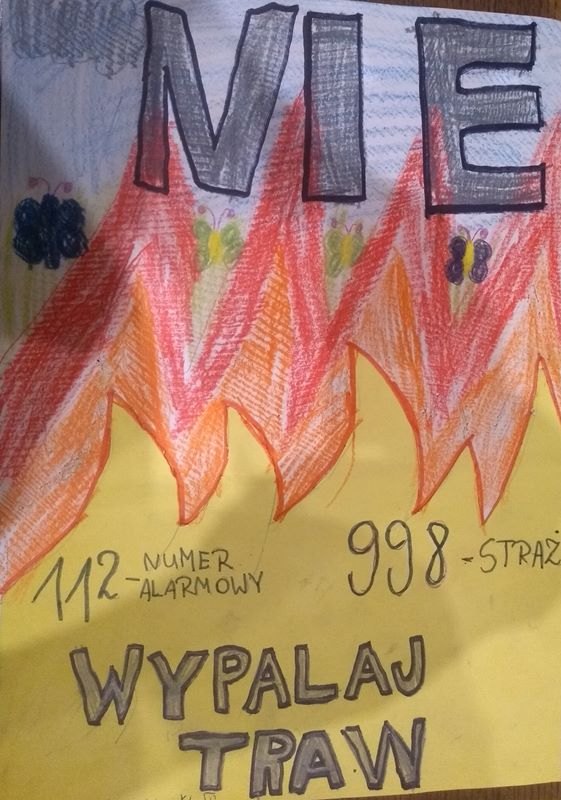 NIE
112 - NUMER ALARMOWY
998 - STRAŻ
WYPALAJ
TRAW